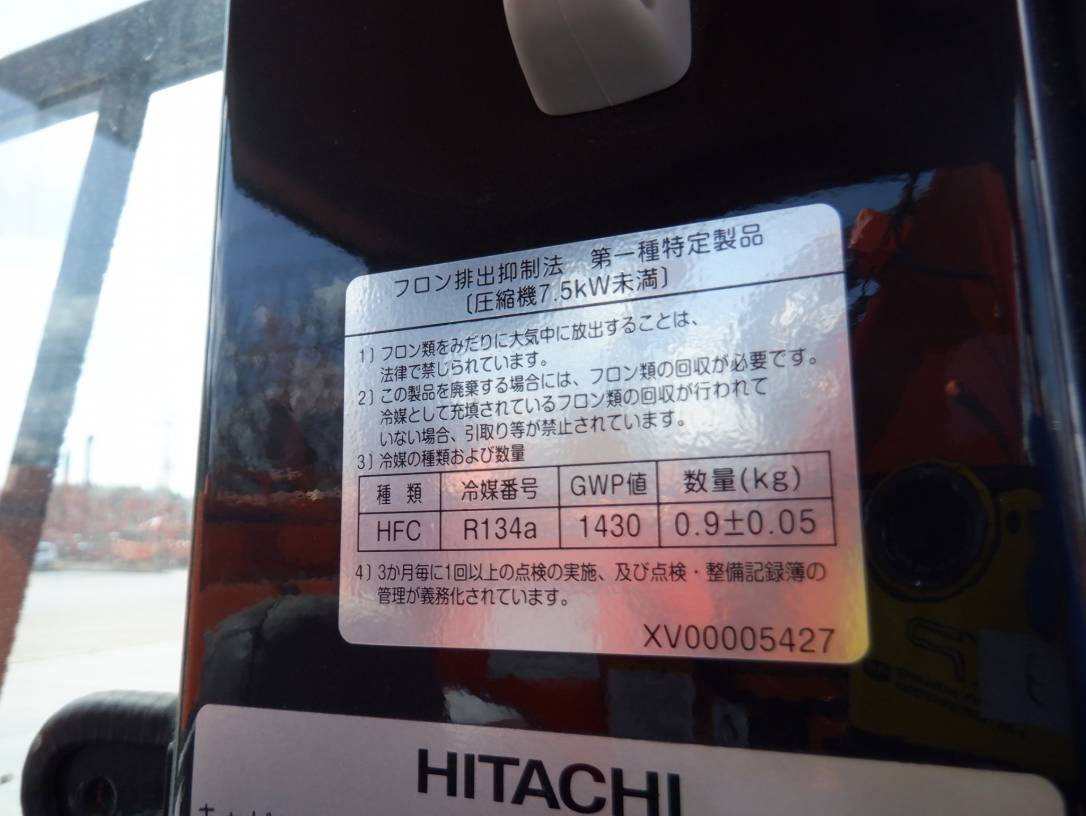 フロン排出抑制法　第一種特定製品
〔圧縮機7.5kW未満〕
1〕フロン類をみだりに大気中に放出することは、
法律で禁じられています。
2〕この製品を廃棄する場合には、フロン類の回収が必要です。
冷媒として充填されているフロン類の回収が行われて
いない場合、引取り等が禁止されています。
3〕冷媒の種類および数量
種　類　冷媒番号　GWP値　数量(kg)
HFC　R134a　1430　0.9±0.05
4〕3か月毎に1回以上の点検の実施、及び点検・整備記録簿の
管理が義務化されています。
XV00005427
HITACHI